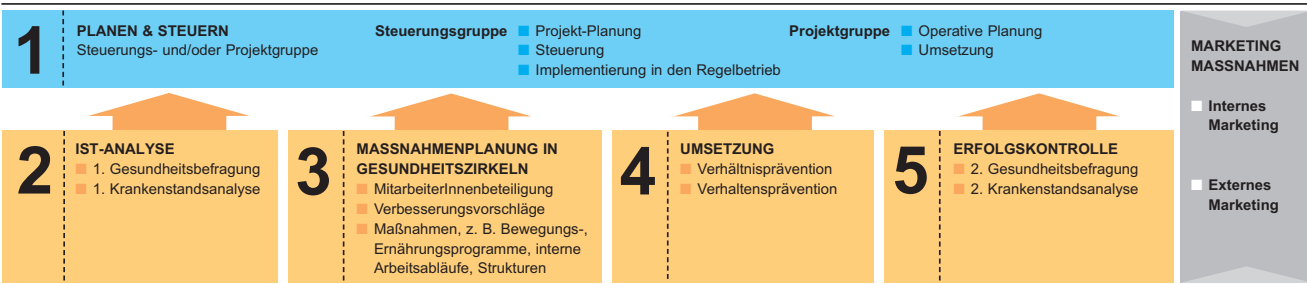 1
PLANEN & STEUERN
Steuerungs- und/oder Projektgruppe
Steuerungsgruppe
Projekt-Planung
Steuerung
Implementierung in den Regelbetrieb
Projektgruppe
Operative Planung
Umsetzung
2
IST-ANALYSE
1. Gesundheitsbefragung
1. Krankenstandsanalyse
3
MASSNAHMENPLANUNG IN
GESUNDHEITSZIRKELN
MitarbeiterInnenbeteiligung
Verbesserungsvorschläge
Maßnahmen, z. B. Bewegungs-,
Ernährungsprogramme, interne
Arbeitsabläufe, Strukturen
4
UMSETZUNG
Verhältnisprävention
Verhaltensprävention
5
ERFOLGSKONTROLLE
2. Gesundheitsbefragung
2. Krankenstandsanalyse
MARKETING
MASSNAHMEN
Internes
Marketing
Externes
Marketing